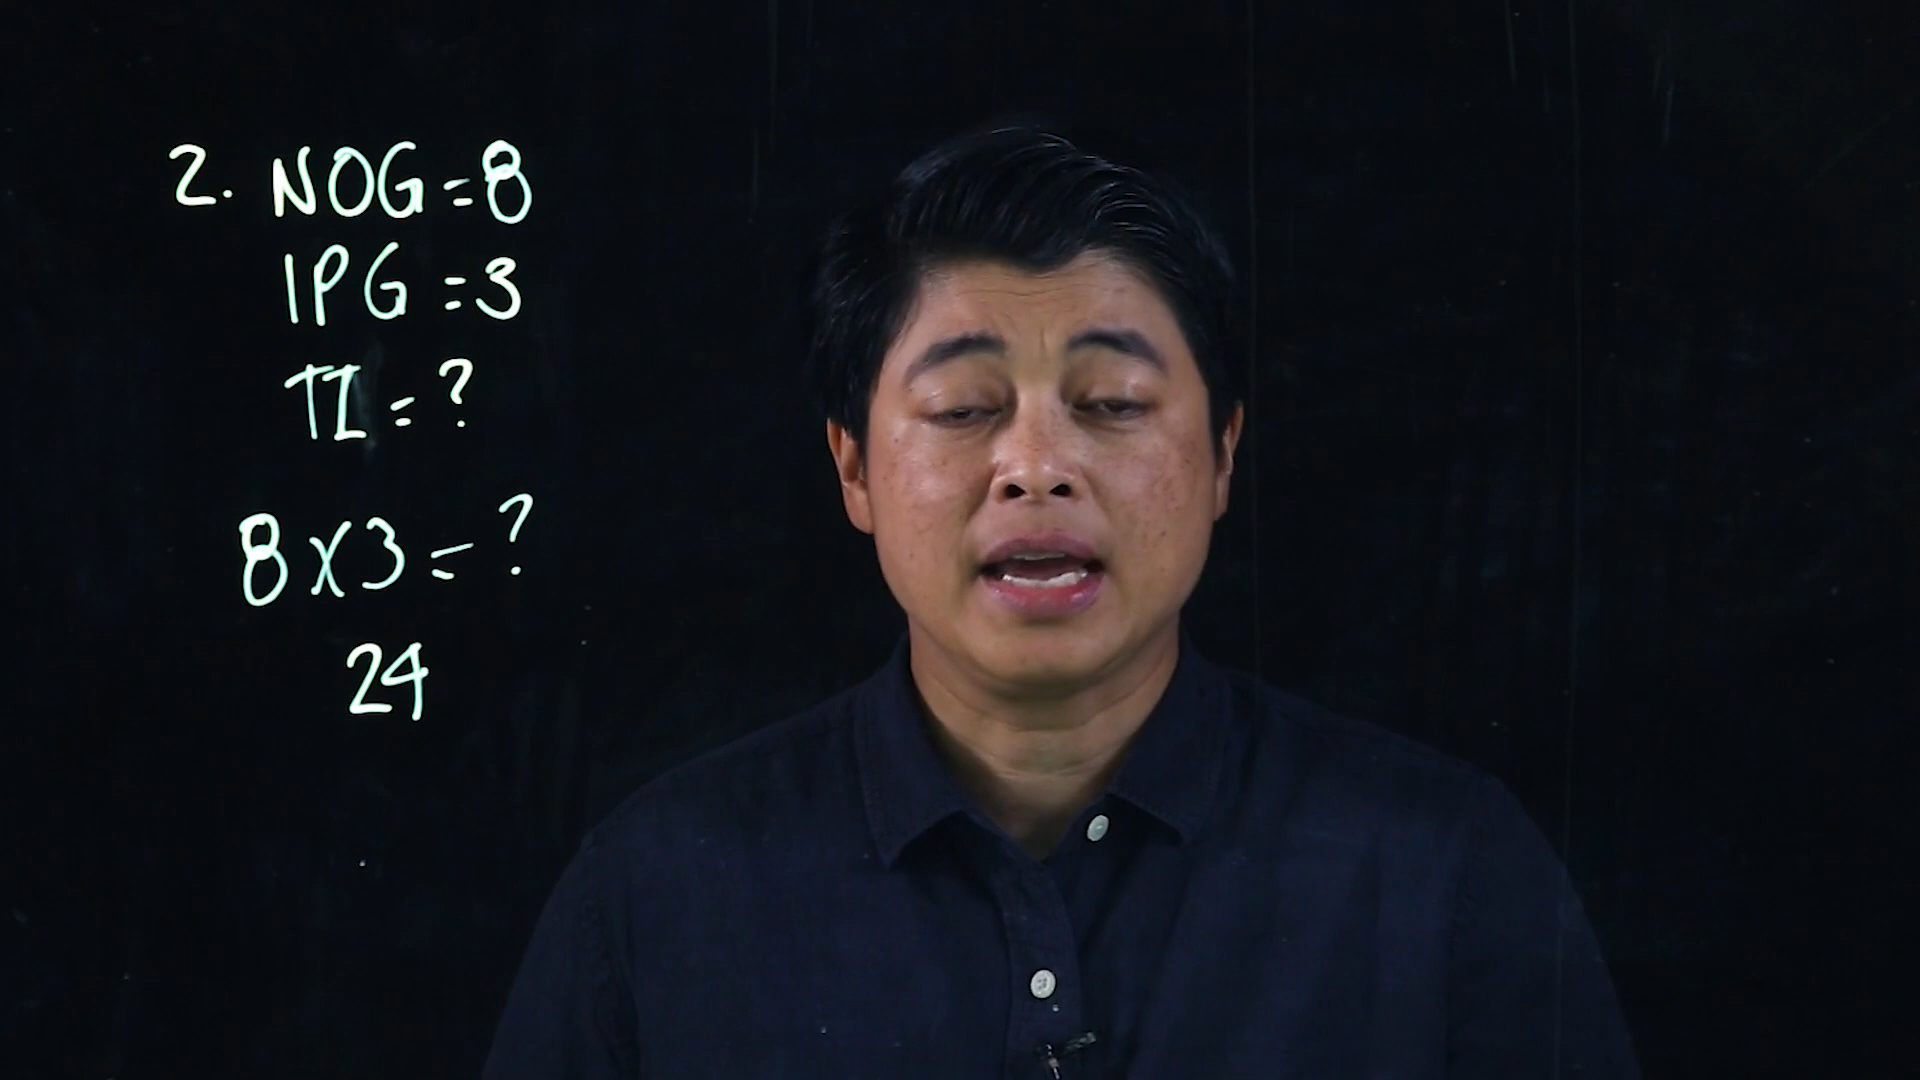 2. NOG = 8
IPG = 3
TI = ?
8 x 3 = ?
24